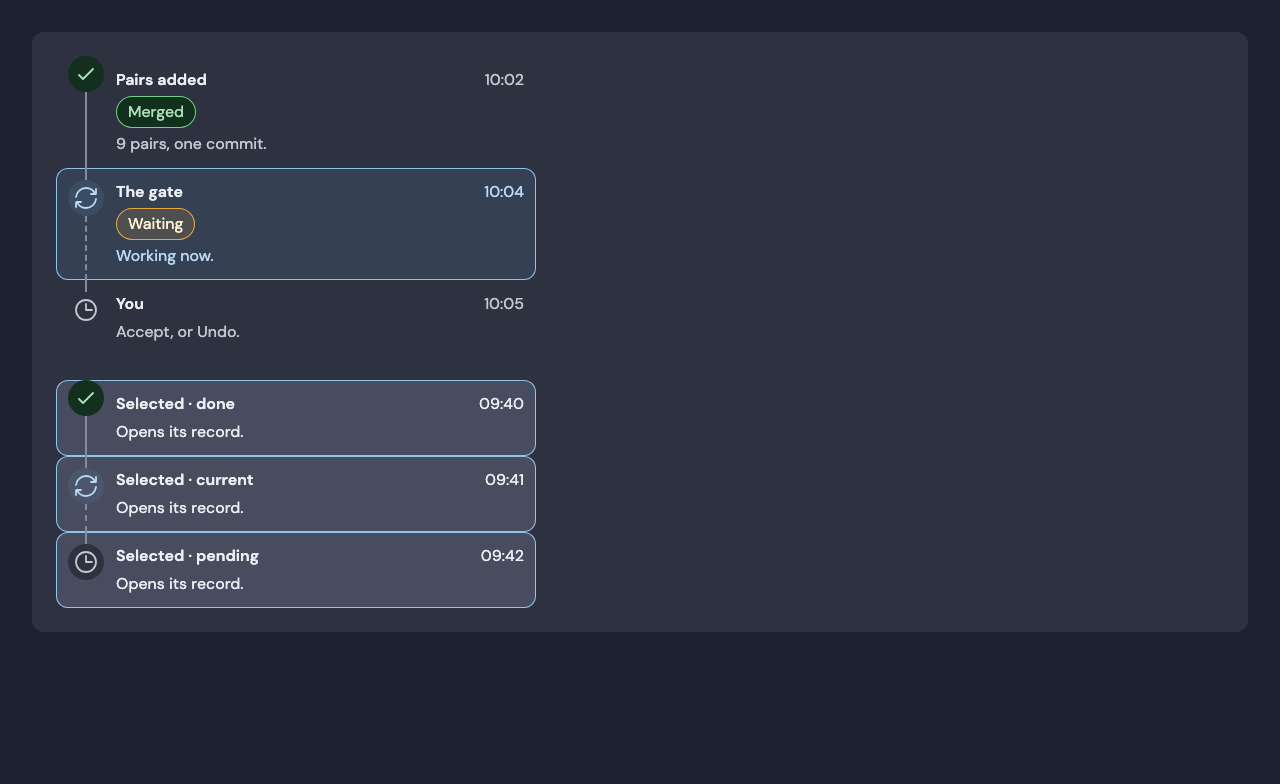 Pairs added 10:02
Merged
9 pairs, one commit.
The gate 10:04
Waiting
Working now.
You 10:05
Accept, or Undo.
Selected · done 09:40
Opens its record.
Selected · current 09:41
Opens its record.
Selected · pending 09:42
Opens its record.